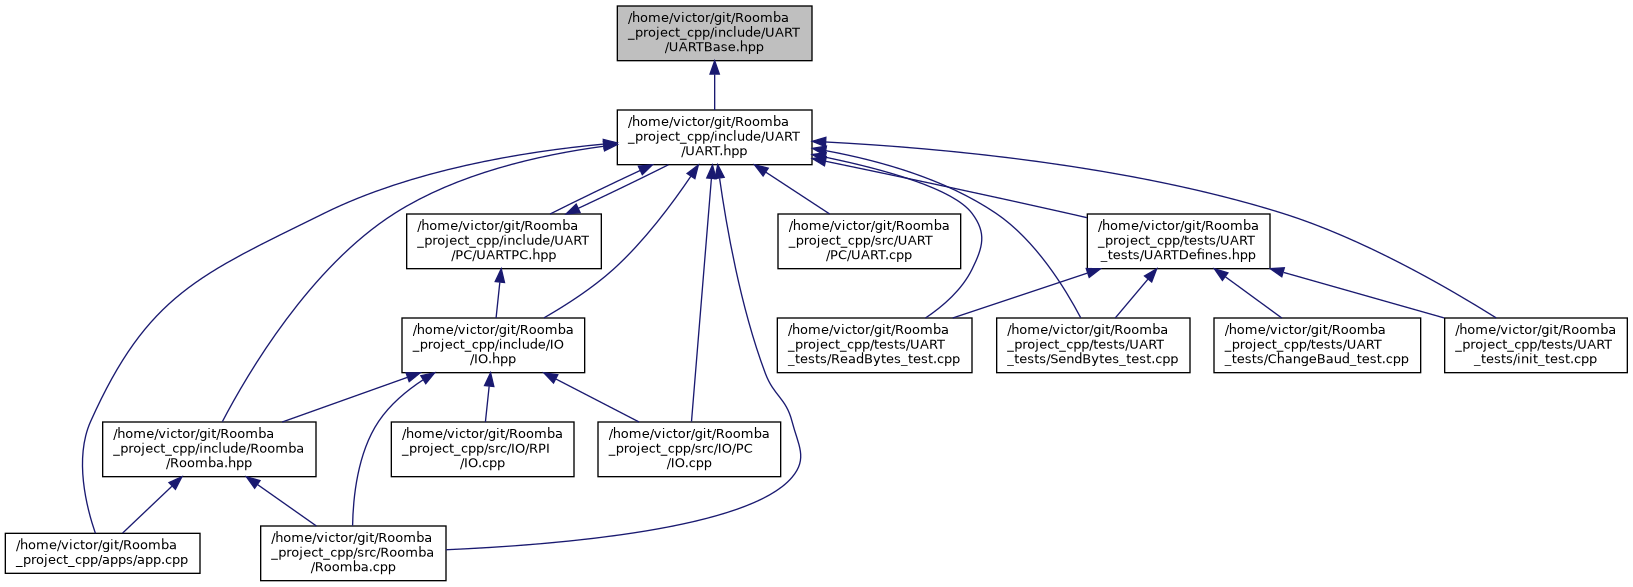 /home/victor/git/Roomba
_project_cpp/include/UART
/UARTBase.hpp
/home/victor/git/Roomba
_project_cpp/include/UART
/UART.hpp
/home/victor/git/Roomba
_project_cpp/include/UART
/PC/UARTPC.hpp
/home/victor/git/Roomba
_project_cpp/src/UART
/PC/UART.cpp
/home/victor/git/Roomba
_project_cpp/tests/UART
_tests/UARTDefines.hpp
/home/victor/git/Roomba
_project_cpp/include/IO
/IO.hpp
/home/victor/git/Roomba
_project_cpp/tests/UART
_tests/ReadBytes_test.cpp
/home/victor/git/Roomba
_project_cpp/tests/UART
_tests/SendBytes_test.cpp
/home/victor/git/Roomba
_project_cpp/tests/UART
_tests/ChangeBaud_test.cpp
/home/victor/git/Roomba
_project_cpp/tests/UART
_tests/init_test.cpp
/home/victor/git/Roomba
_project_cpp/include/Roomba
/Roomba.hpp
/home/victor/git/Roomba
_project_cpp/src/IO/RPI
/IO.cpp
/home/victor/git/Roomba
_project_cpp/src/IO/PC
/IO.cpp
/home/victor/git/Roomba
_project_cpp/apps/app.cpp
/home/victor/git/Roomba
_project_cpp/src/Roomba
/Roomba.cpp